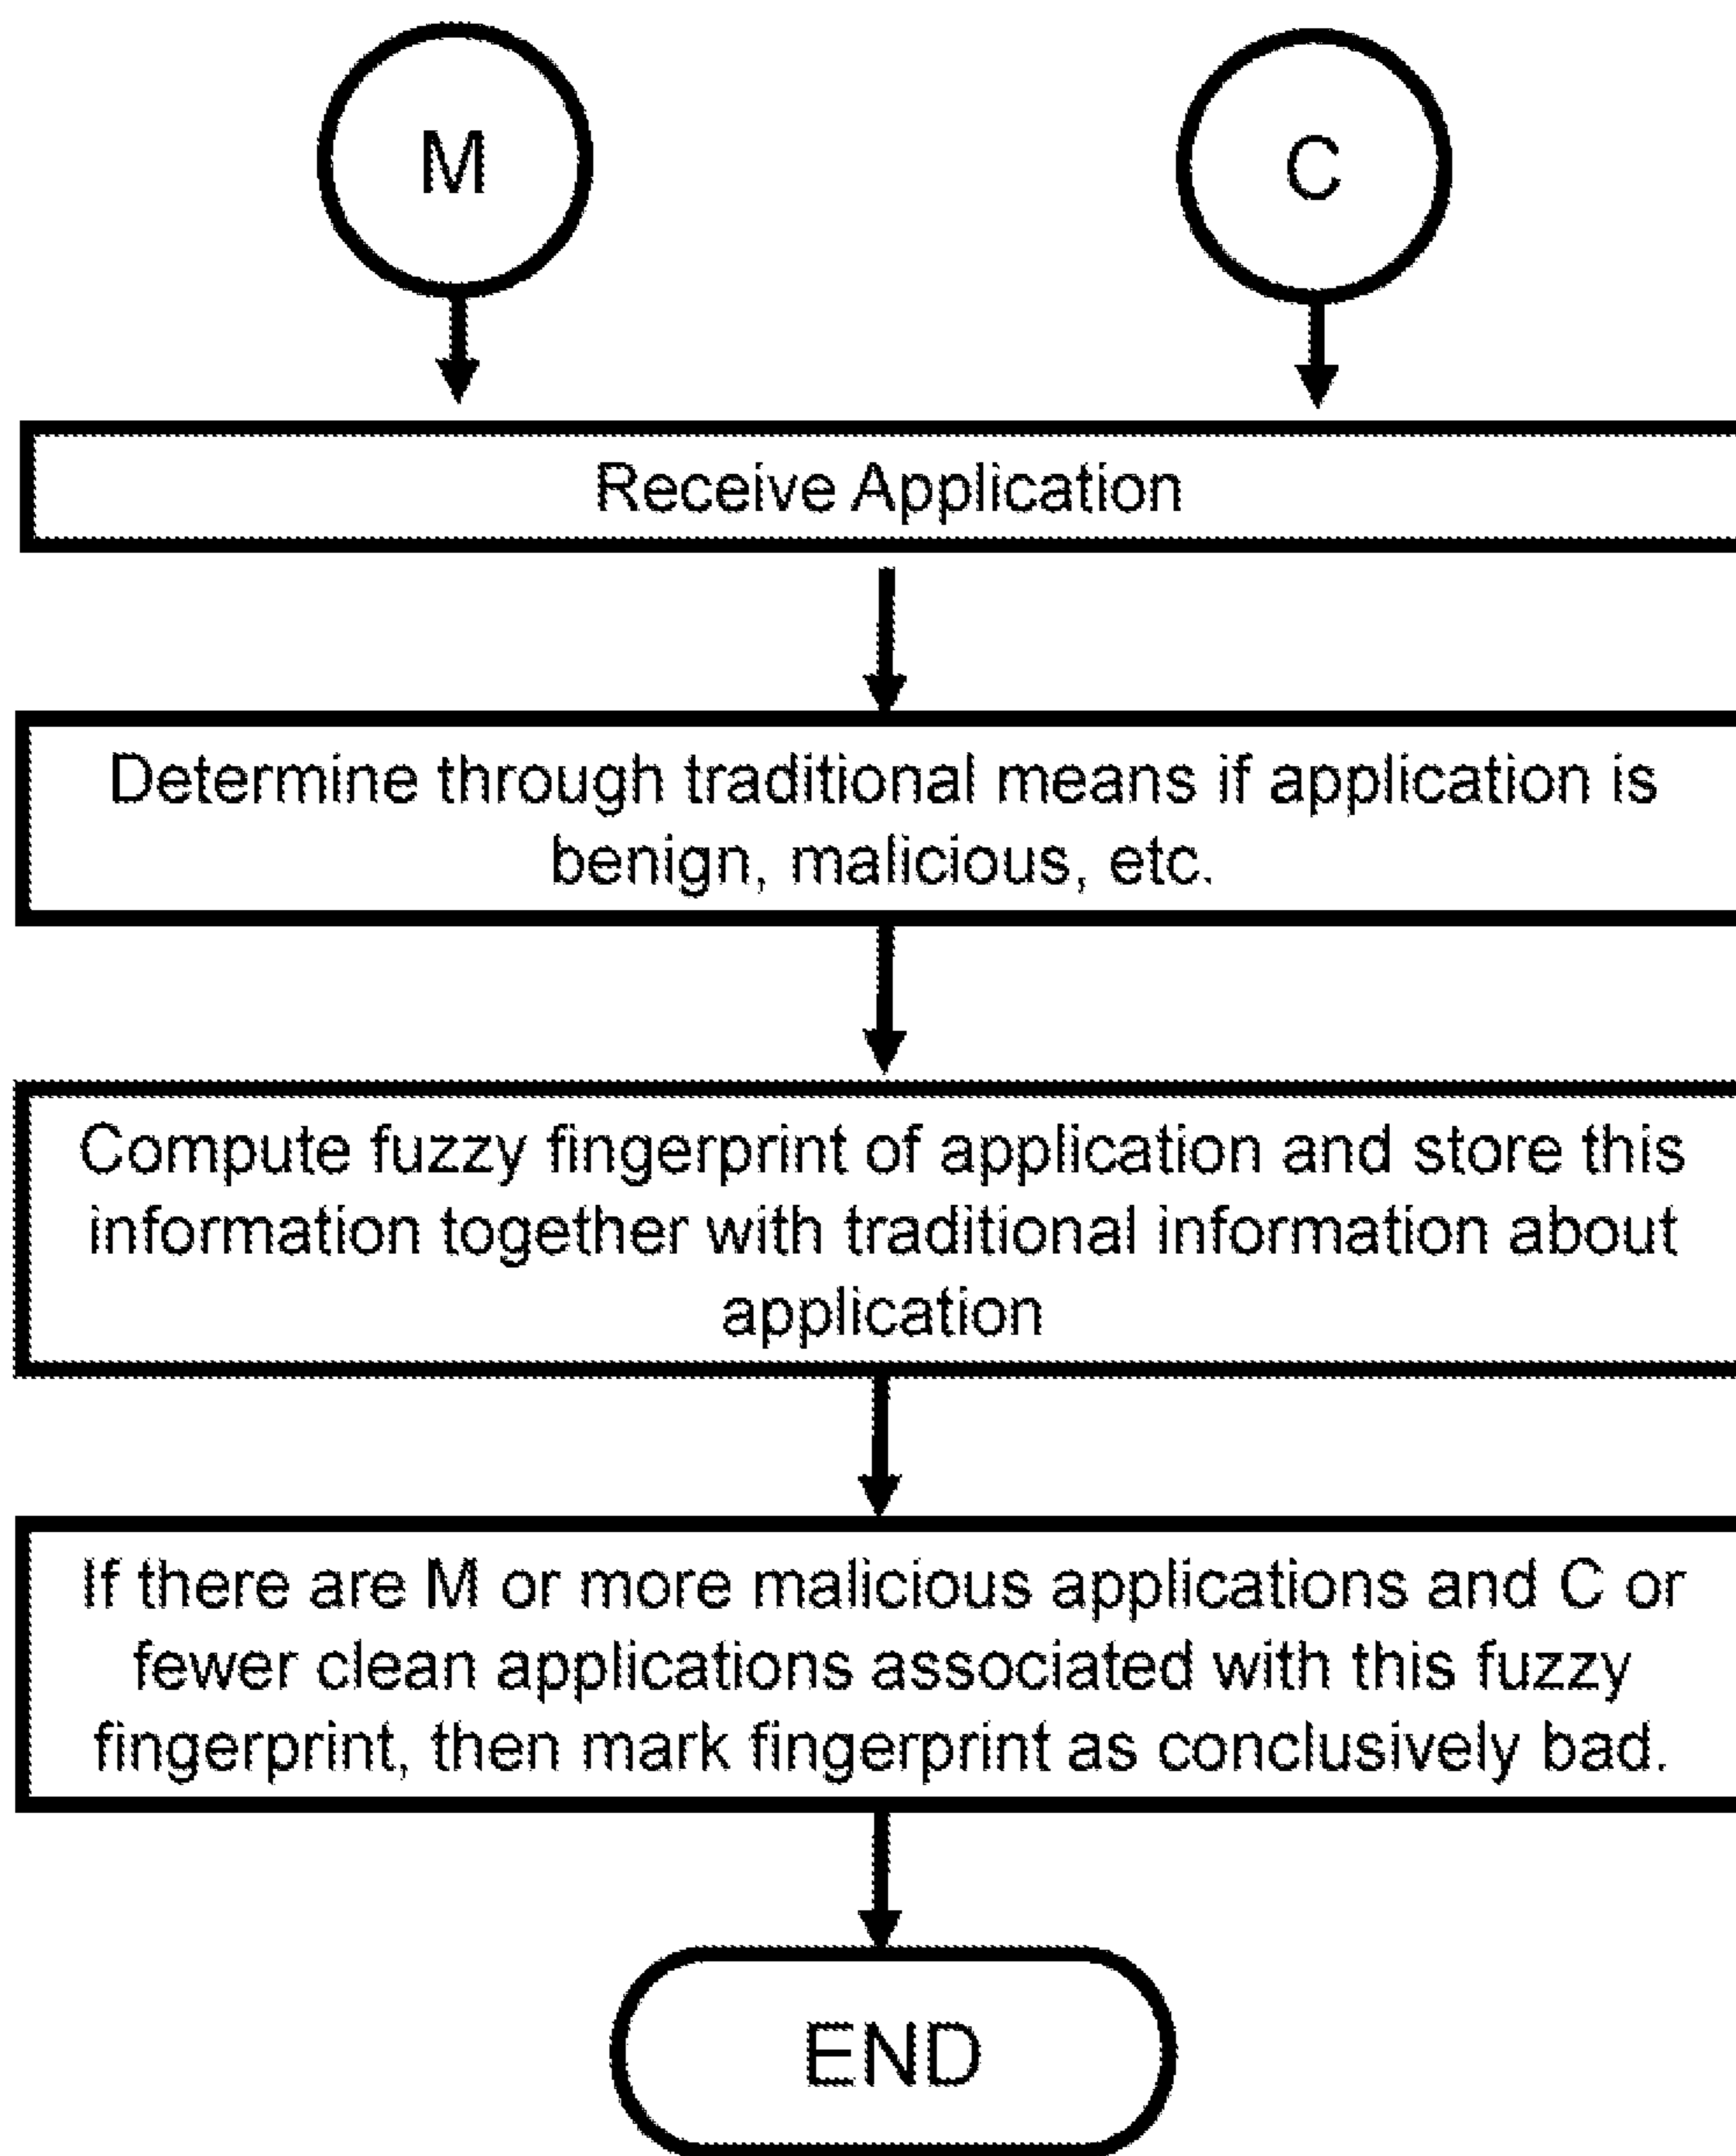 M
C
Receive Application
Determine through traditional means if application is
benign, malicious, etc.
Compute fuzzy fingerprint of application and store this
information together with traditional information about
application
If there are M or more malicious applications and C or
fewer clean applications associated with this fuzzy
fingerprint, then mark fingerprint as conclusively bad.
END